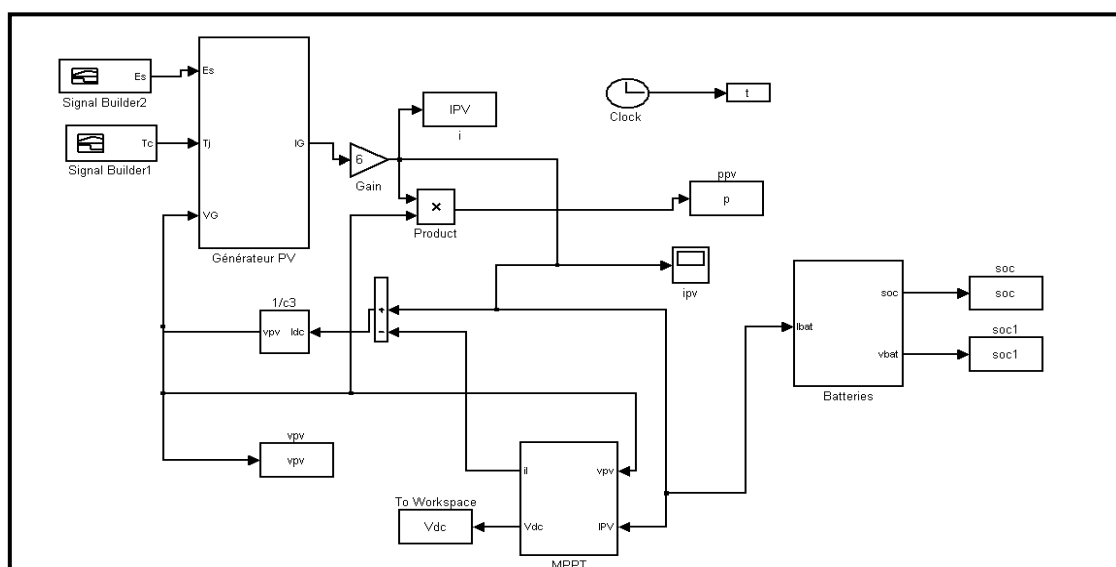 Es
Es
Signal Builder2
Tc
Tj
Signal Builder1
VG
IG
Générateur PV
6
Gain
IPV
i
Clock
t
×
Product
ppv
p
ipv
1/c3
vpv
Idc
+
−
vpv
vpv
il
vpv
Vdc
IPV
MPPT
To Workspace
Vdc
Ibat
soc
vbat
Batteries
soc
soc
soc1
soc1